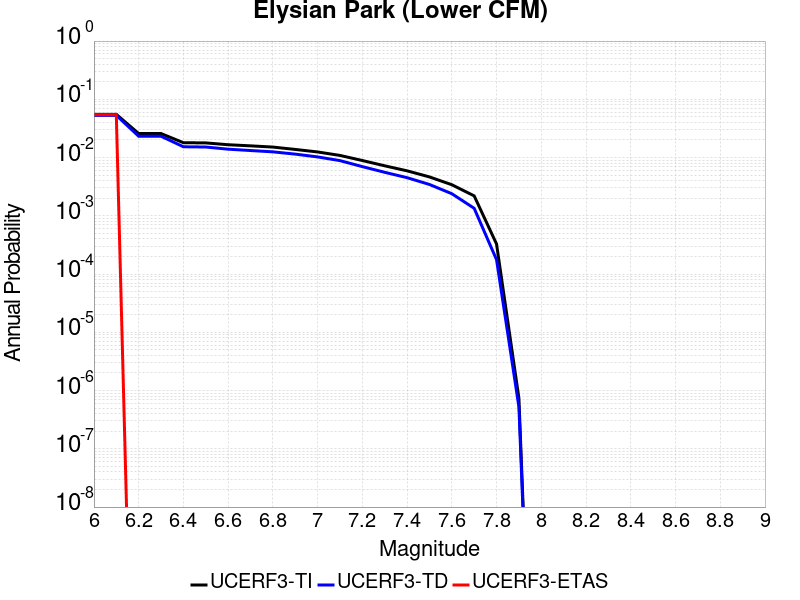 Elysian Park (Lower CFM)
10^0
10^-1
10^-2
10^-3
10^-4
10^-5
10^-6
10^-7
10^-8
Annual Probability
6 6.2 6.4 6.6 6.8 7 7.2 7.4 7.6 7.8 8 8.2 8.4 8.6 8.8 9
Magnitude
UCERF3-TI UCERF3-TD UCERF3-ETAS